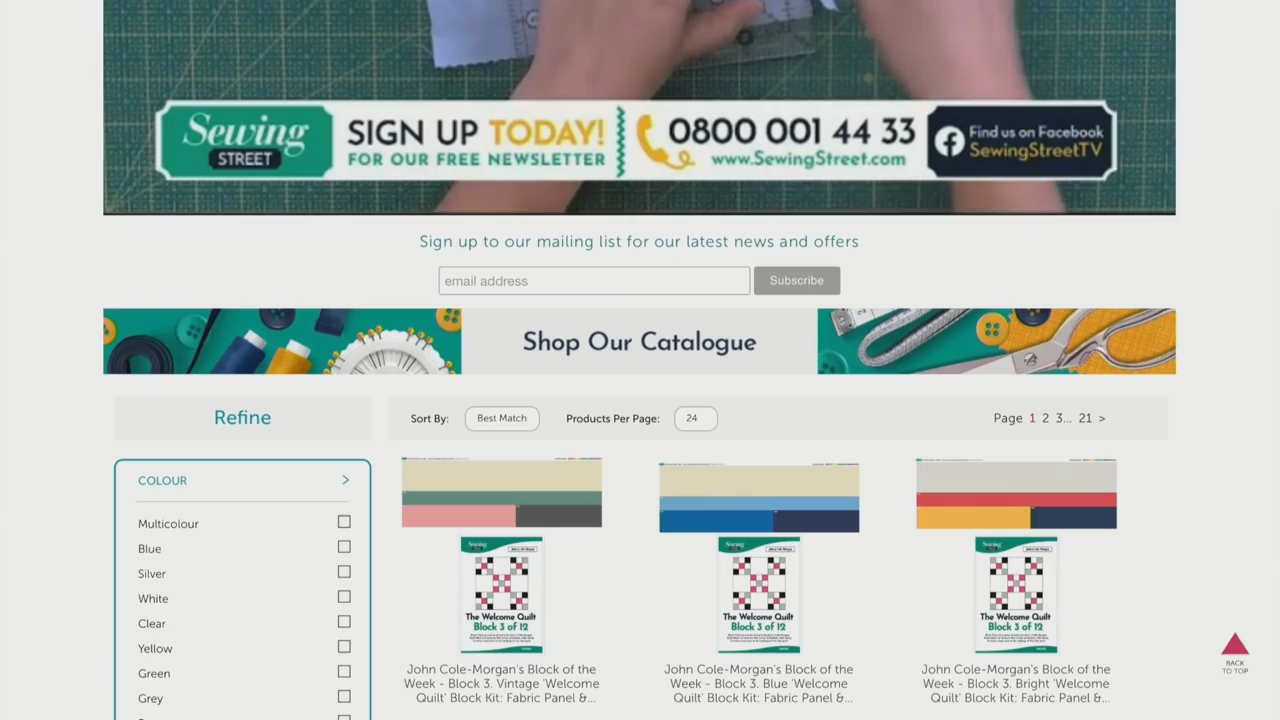 Sewing
STREET
SIGN UP TODAY!
FOR OUR FREE NEWSLETTER
0800 001 44 33
www.SewingStreet.com
Find us on Facebook
SewingStreetTV
Sign up to our mailing list for our latest news and offers
email address
Subscribe
Shop Our Catalogue
Refine
Sort By: Best Match Products Per Page: 24
Page 1 2 3... 21 >
COLOUR >
Multicolour
Blue
Silver
White
Clear
Yellow
Green
Grey
Sewing
The Welcome Quilt
Block 3 of 12
John Cole-Morgan's Block of the
Week - Block 3. Vintage 'Welcome
Quilt' Block Kit: Fabric Panel &...
Sewing
The Welcome Quilt
Block 3 of 12
John Cole-Morgan's Block of the
Week - Block 3. Blue 'Welcome
Quilt' Block Kit: Fabric Panel &...
Sewing
The Welcome Quilt
Block 3 of 12
John Cole-Morgan's Block of the
Week - Block 3. Bright 'Welcome
Quilt' Block Kit: Fabric Panel &...
BACK
TO TOP